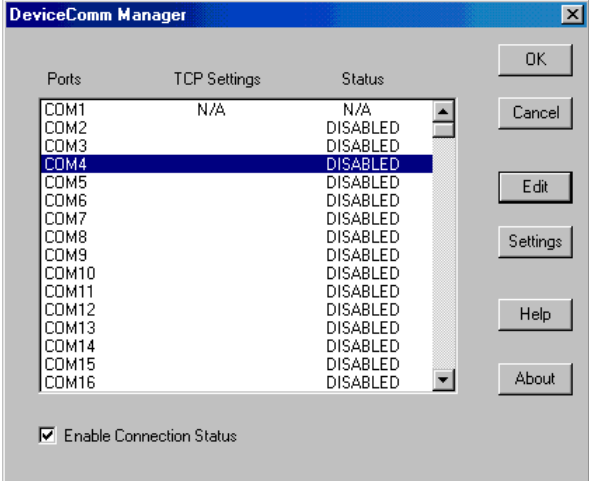 DeviceComm Manager
Ports TCP Settings Status
COM1 N/A N/A
COM2 DISABLED
COM3 DISABLED
COM4 DISABLED
COM5 DISABLED
COM6 DISABLED
COM7 DISABLED
COM8 DISABLED
COM9 DISABLED
COM10 DISABLED
COM11 DISABLED
COM12 DISABLED
COM13 DISABLED
COM14 DISABLED
COM15 DISABLED
COM16 DISABLED
Enable Connection Status
OK
Cancel
Edit
Settings
Help
About